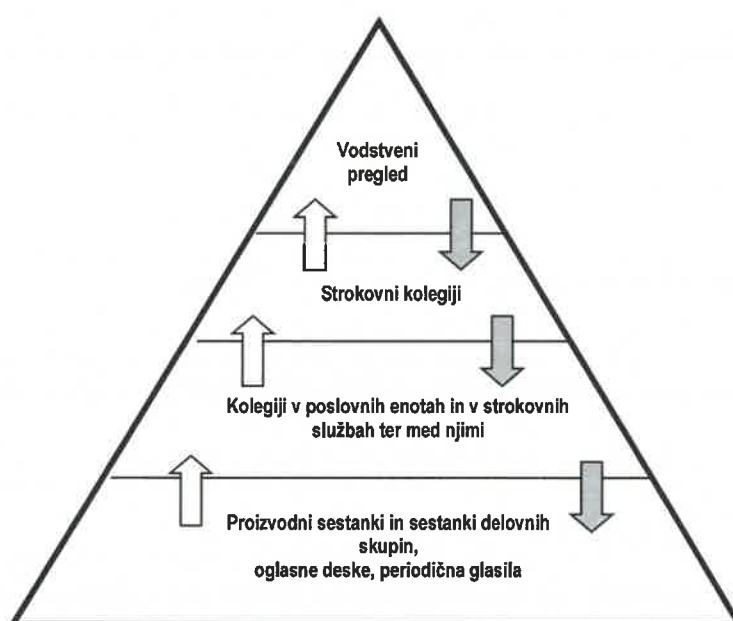 Vodstveni
pregled
Strokovni kolegiji
Kolegiji v poslovnih enotah in v strokovnih
službah ter med njimi
Proizvodni sestanki in sestanki delovnih
skupin,
oglasne deske, periodična glasila